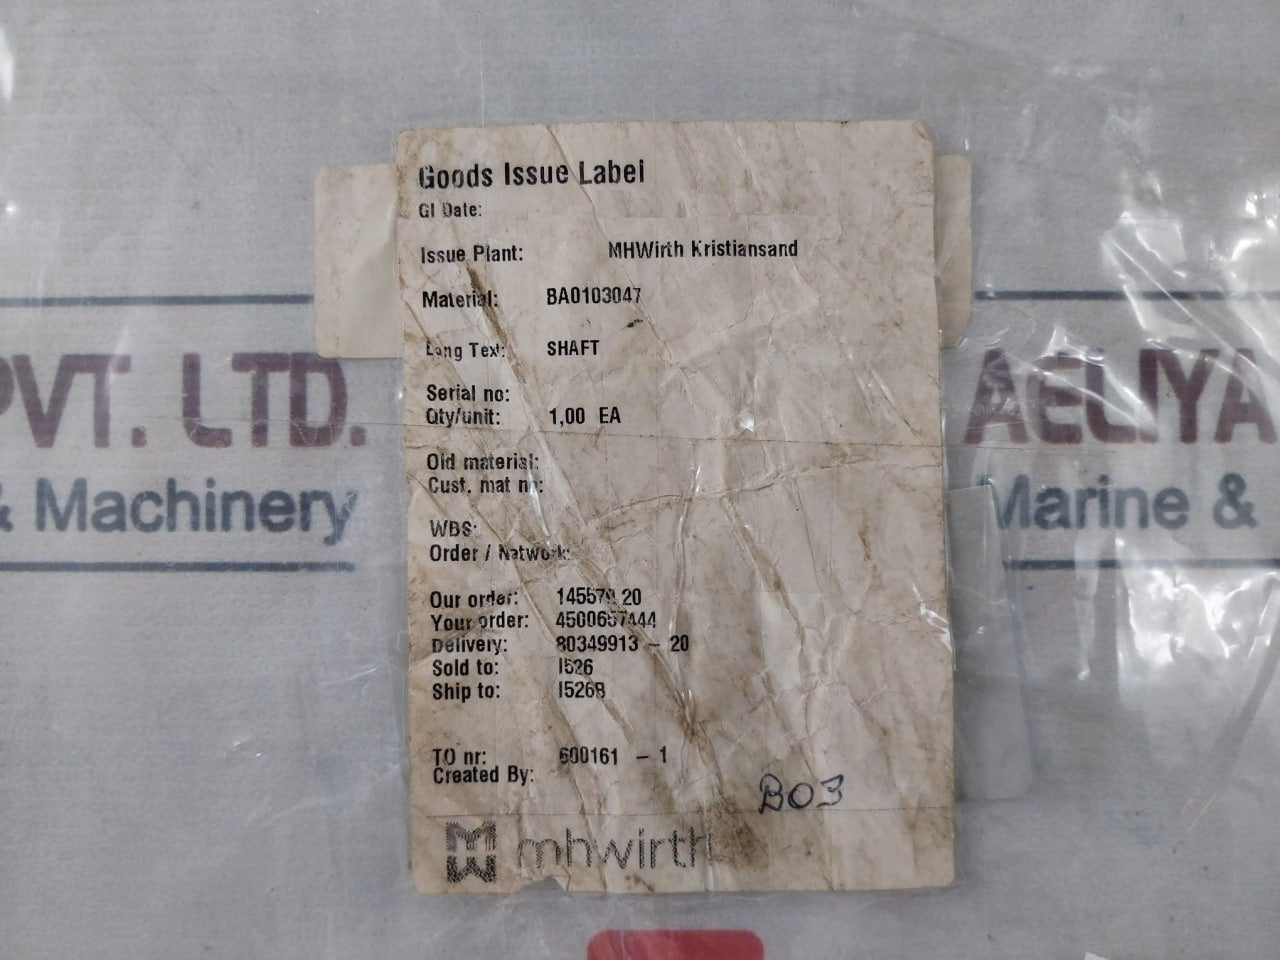 Goods Issue Label
GI Date:
Issue Plant: MHWirth Kristiansand
Material: BA0103047
Long Text: SHAFT
Serial no:
Qty/unit: 1,00 EA
Old material:
Cust. mat no:
WBS:
Order / Network:
Our order: 20
Your order: 4500657444
Delivery: 80349913 - 20
Sold to: I526
Ship to: I526B
TO nr: 600161 - 1
Created By:
B03
mhwirth
PVT. LTD.
& Machinery
AELIYA
Marine &